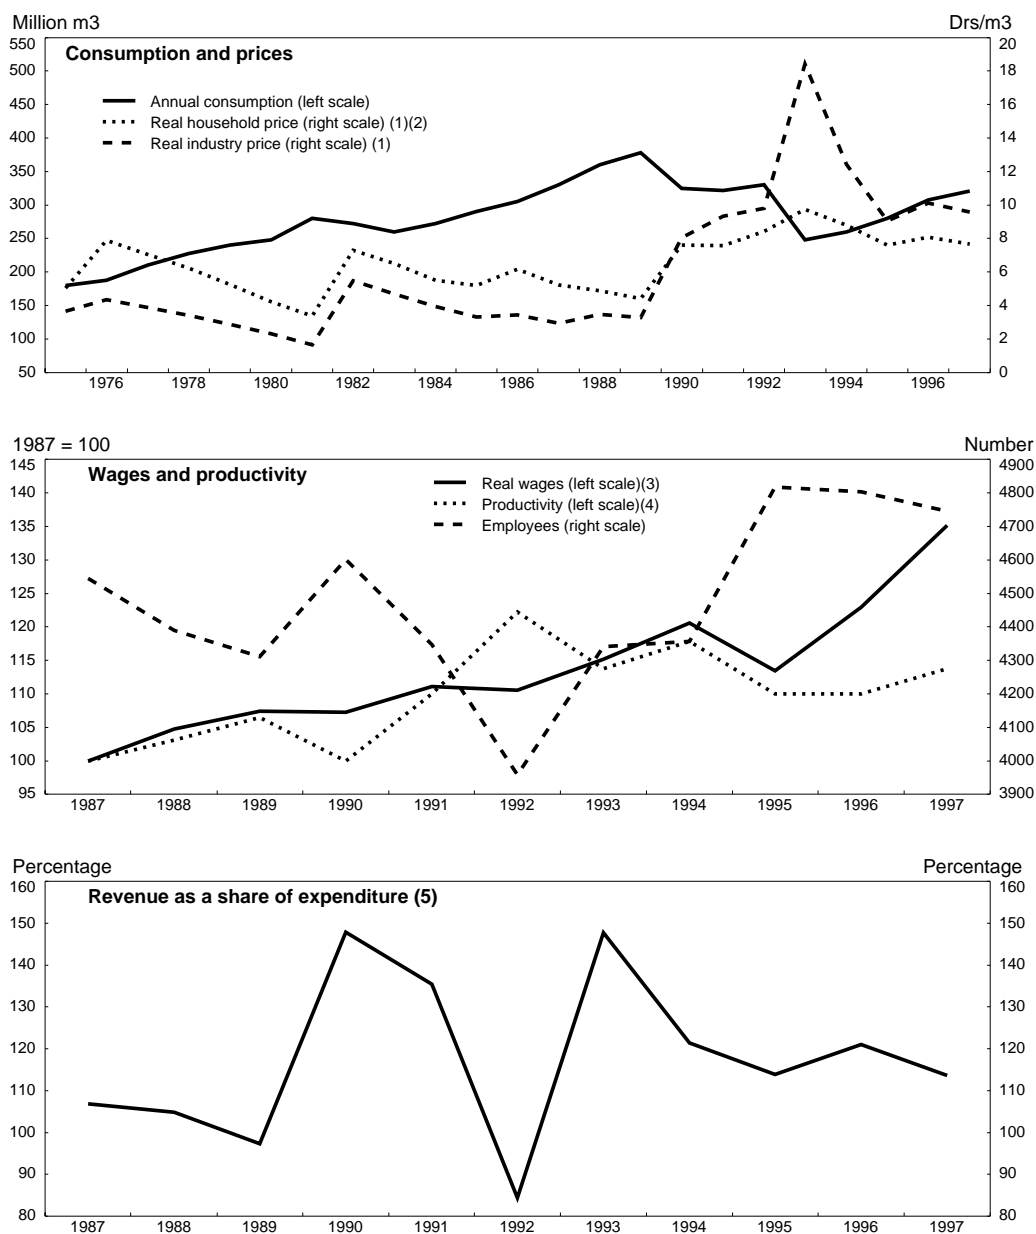 Million m3 Drs/m3
550 20
Consumption and prices
500 18
Annual consumption (left scale)
450 16
Real household price (right scale) (1)(2)
Real industry price (right scale) (1)
400 14
350 12
300 10
250 8
200 6
150 4
100 2
50 0
1976 1978 1980 1982 1984 1986 1988 1990 1992 1994 1996
1987 = 100 Number
145 4900
Wages and productivity
Real wages (left scale)(3)
140 4800
Productivity (left scale)(4)
Employees (right scale)
135 4700
130 4600
125 4500
120 4400
115 4300
110 4200
105 4100
100 4000
95 3900
1987 1988 1989 1990 1991 1992 1993 1994 1995 1996 1997
Percentage Percentage
160 160
Revenue as a share of expenditure (5)
150 150
140 140
130 130
120 120
110 110
100 100
90 90
80 80
1987 1988 1989 1990 1991 1992 1993 1994 1995 1996 1997